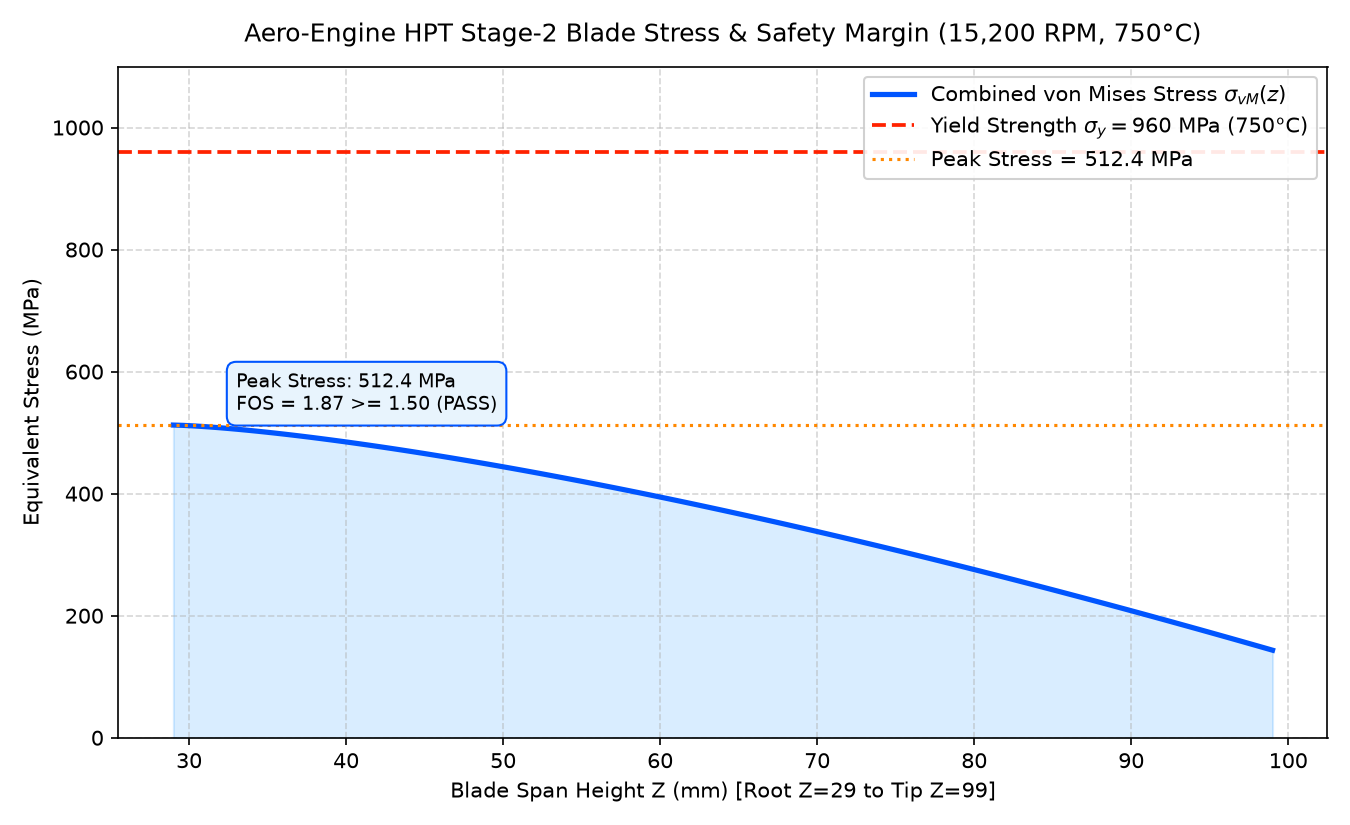 Aero-Engine HPT Stage-2 Blade Stress & Safety Margin (15,200 RPM, 750°C)
Combined von Mises Stress σ_vM(z)
Yield Strength σ_y = 960 MPa (750°C)
Peak Stress = 512.4 MPa
Equivalent Stress (MPa)
1000
800
600
400
200
0
Peak Stress: 512.4 MPa
FOS = 1.87 >= 1.50 (PASS)
30 40 50 60 70 80 90 100
Blade Span Height Z (mm) [Root Z=29 to Tip Z=99]